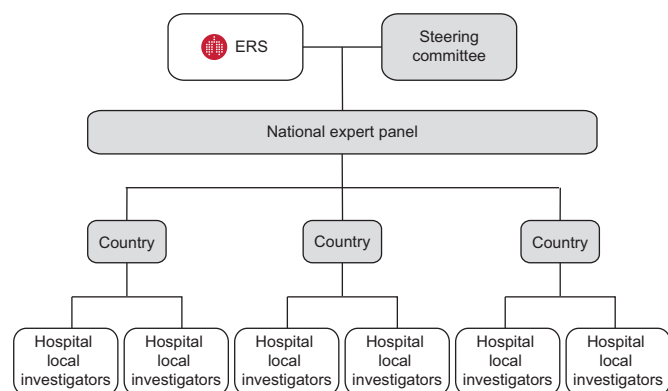 ERS
Steering
committee
National expert panel
Country
Country
Country
Hospital
local
investigators
Hospital
local
investigators
Hospital
local
investigators
Hospital
local
investigators
Hospital
local
investigators
Hospital
local
investigators